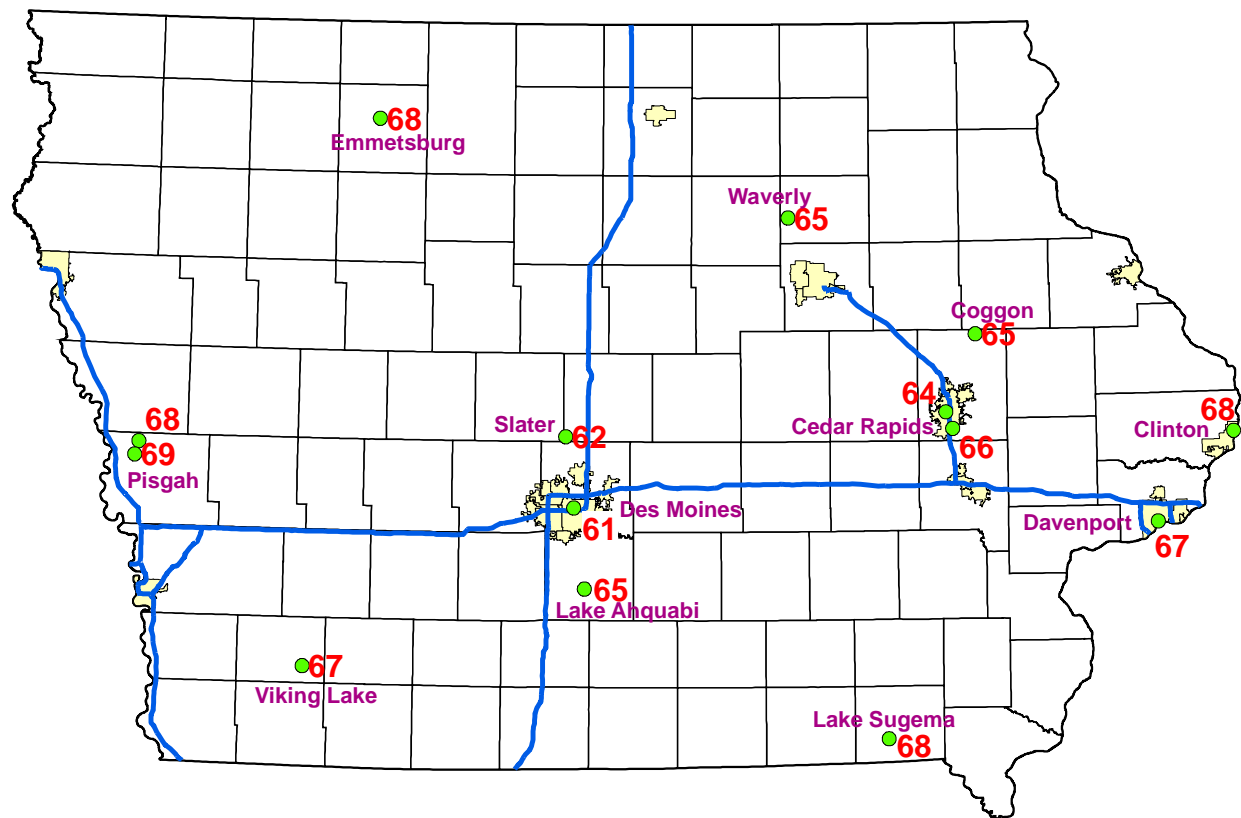 68
Emmetsburg
Waverly
65
Coggon
65
64
Cedar Rapids
66
68
Clinton
Slater
62
68
69
Pisgah
Des Moines
61
Davenport
67
65
Lake Ahquabi
67
Viking Lake
Lake Sugema
68